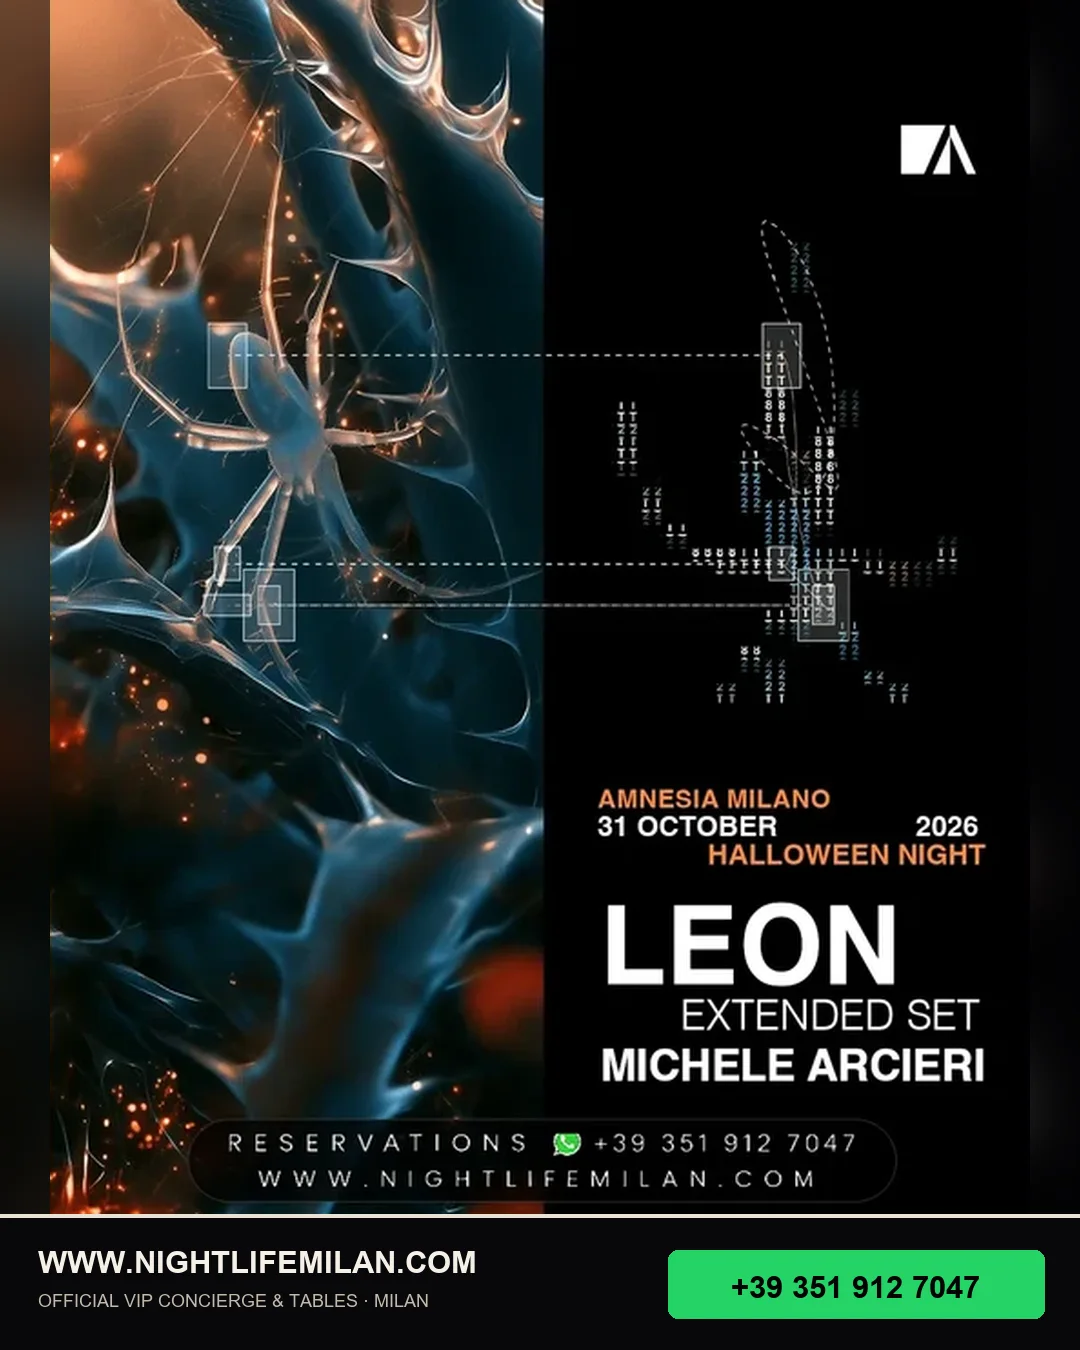 AMNESIA MILANO
31 OCTOBER 2026
HALLOWEEN NIGHT
LEON
EXTENDED SET
MICHELE ARCIERI
RESERVATIONS +39 351 912 7047
WWW.NIGHTLIFEMILAN.COM
WWW.NIGHTLIFEMILAN.COM
OFFICIAL VIP CONCIERGE & TABLES · MILAN
+39 351 912 7047